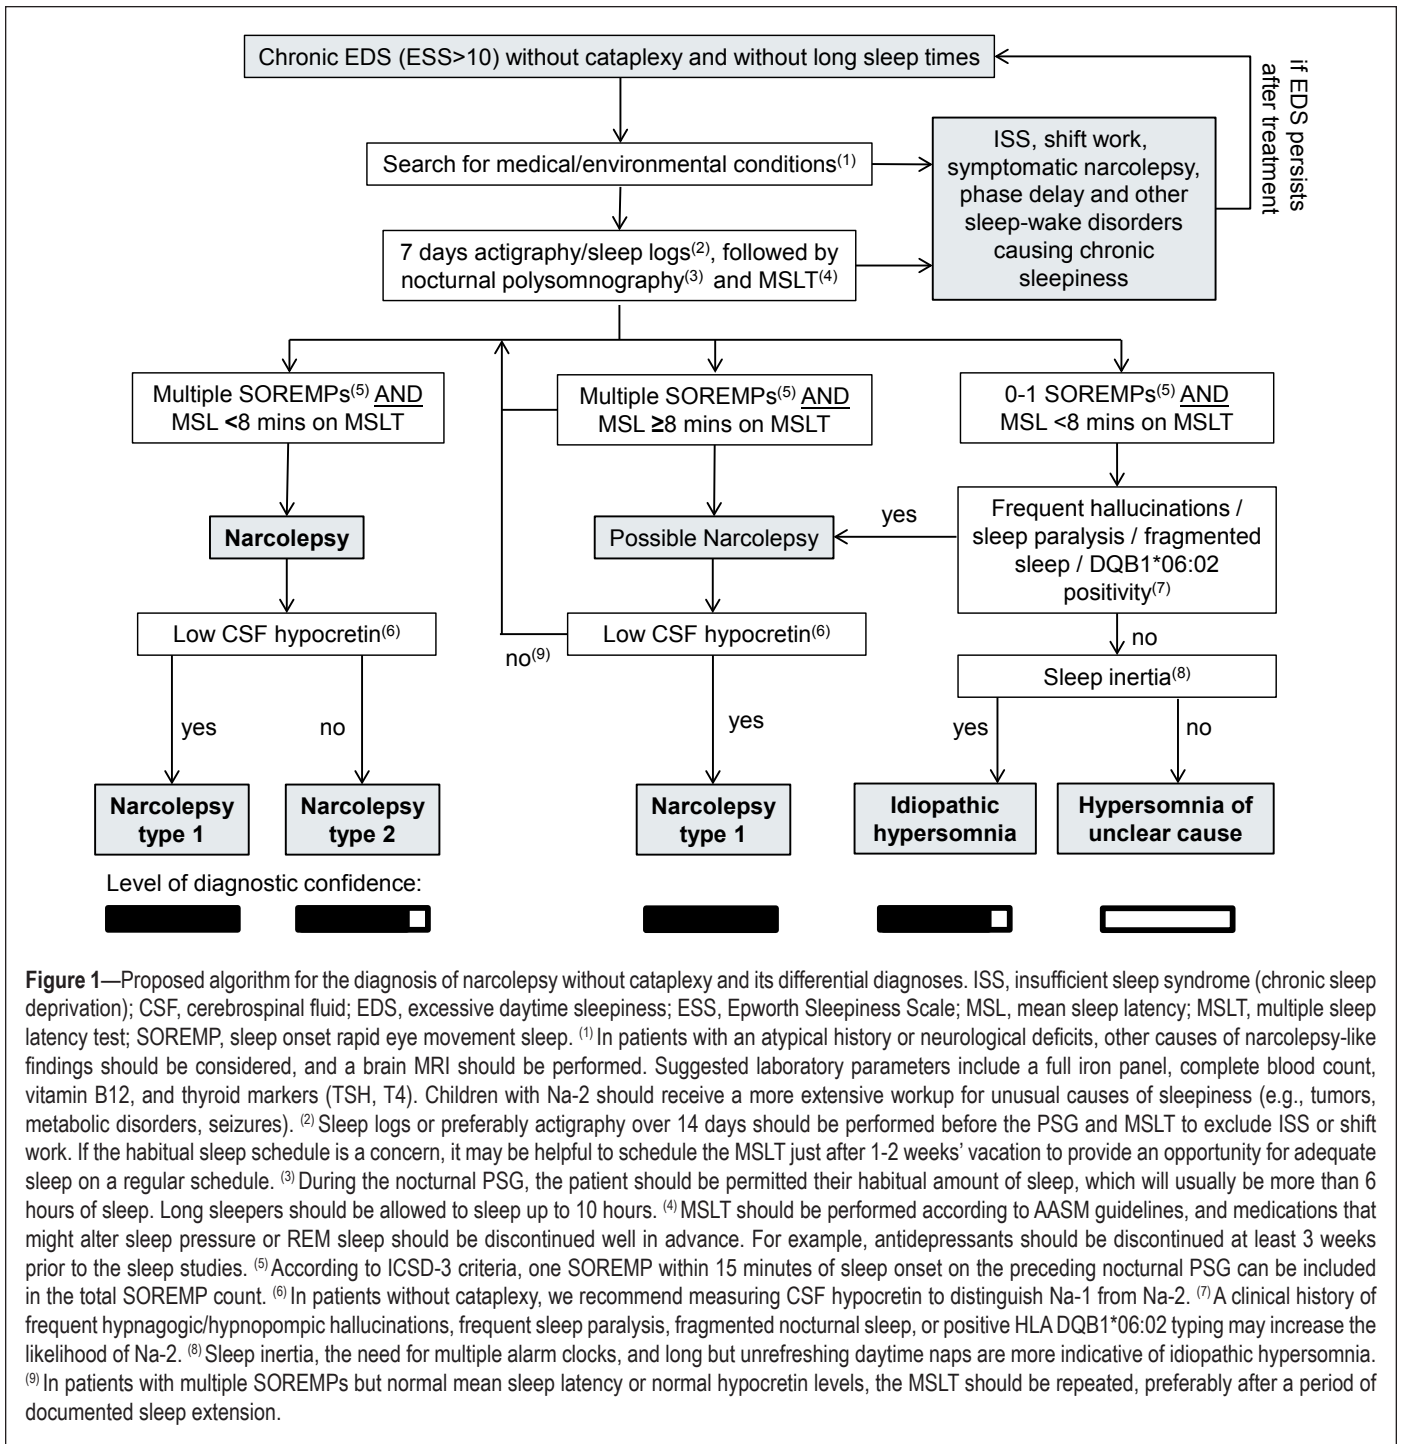 Chronic EDS (ESS>10) without cataplexy and without long sleep times
if EDS persists
after treatment
Search for medical/environmental conditions(1)
ISS, shift work,
symptomatic narcolepsy,
phase delay and other
sleep-wake disorders
causing chronic
sleepiness
7 days actigraphy/sleep logs(2), followed by
nocturnal polysomnography(3) and MSLT(4)
Multiple SOREMPs(5) AND
MSL <8 mins on MSLT
Multiple SOREMPs(5) AND
MSL ≥8 mins on MSLT
0-1 SOREMPs(5) AND
MSL <8 mins on MSLT
Narcolepsy
Possible Narcolepsy
yes
Frequent hallucinations /
sleep paralysis / fragmented
sleep / DQB1*06:02
positivity(7)
Low CSF hypocretin(6)
no(9)
Low CSF hypocretin(6)
no
Sleep inertia(8)
yes
no
yes
yes
no
Narcolepsy
type 1
Narcolepsy
type 2
Narcolepsy
type 1
Idiopathic
hypersomnia
Hypersomnia of
unclear cause
Level of diagnostic confidence:
Figure 1—Proposed algorithm for the diagnosis of narcolepsy without cataplexy and its differential diagnoses. ISS, insufficient sleep syndrome (chronic sleep
deprivation); CSF, cerebrospinal fluid; EDS, excessive daytime sleepiness; ESS, Epworth Sleepiness Scale; MSL, mean sleep latency; MSLT, multiple sleep
latency test; SOREMP, sleep onset rapid eye movement sleep. (1) In patients with an atypical history or neurological deficits, other causes of narcolepsy-like
findings should be considered, and a brain MRI should be performed. Suggested laboratory parameters include a full iron panel, complete blood count,
vitamin B12, and thyroid markers (TSH, T4). Children with Na-2 should receive a more extensive workup for unusual causes of sleepiness (e.g., tumors,
metabolic disorders, seizures). (2) Sleep logs or preferably actigraphy over 14 days should be performed before the PSG and MSLT to exclude ISS or shift
work. If the habitual sleep schedule is a concern, it may be helpful to schedule the MSLT just after 1-2 weeks’ vacation to provide an opportunity for adequate
sleep on a regular schedule. (3) During the nocturnal PSG, the patient should be permitted their habitual amount of sleep, which will usually be more than 6
hours of sleep. Long sleepers should be allowed to sleep up to 10 hours. (4) MSLT should be performed according to AASM guidelines, and medications that
might alter sleep pressure or REM sleep should be discontinued well in advance. For example, antidepressants should be discontinued at least 3 weeks
prior to the sleep studies. (5) According to ICSD-3 criteria, one SOREMP within 15 minutes of sleep onset on the preceding nocturnal PSG can be included
in the total SOREMP count. (6) In patients without cataplexy, we recommend measuring CSF hypocretin to distinguish Na-1 from Na-2. (7) A clinical history of
frequent hypnagogic/hypnopompic hallucinations, frequent sleep paralysis, fragmented nocturnal sleep, or positive HLA DQB1*06:02 typing may increase the
likelihood of Na-2. (8) Sleep inertia, the need for multiple alarm clocks, and long but unrefreshing daytime naps are more indicative of idiopathic hypersomnia.
(9) In patients with multiple SOREMPs but normal mean sleep latency or normal hypocretin levels, the MSLT should be repeated, preferably after a period of
documented sleep extension.